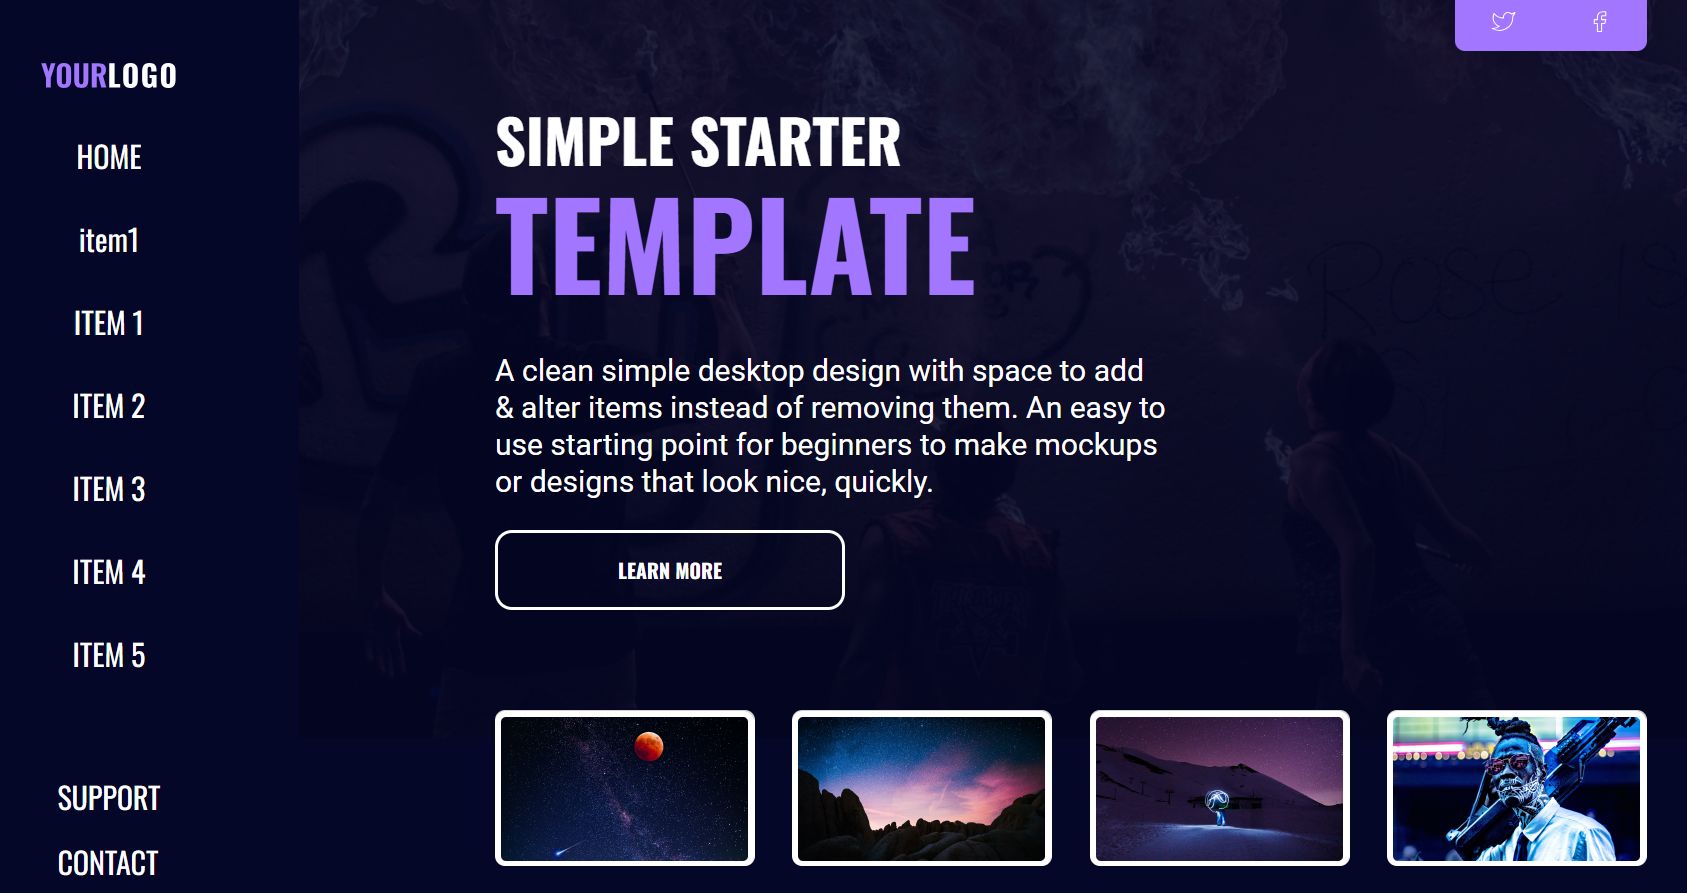 YOURLOGO
HOME
item1
ITEM 1
ITEM 2
ITEM 3
ITEM 4
ITEM 5
SUPPORT
CONTACT
SIMPLE STARTER
TEMPLATE
A clean simple desktop design with space to add
& alter items instead of removing them. An easy to
use starting point for beginners to make mockups
or designs that look nice, quickly.
LEARN MORE